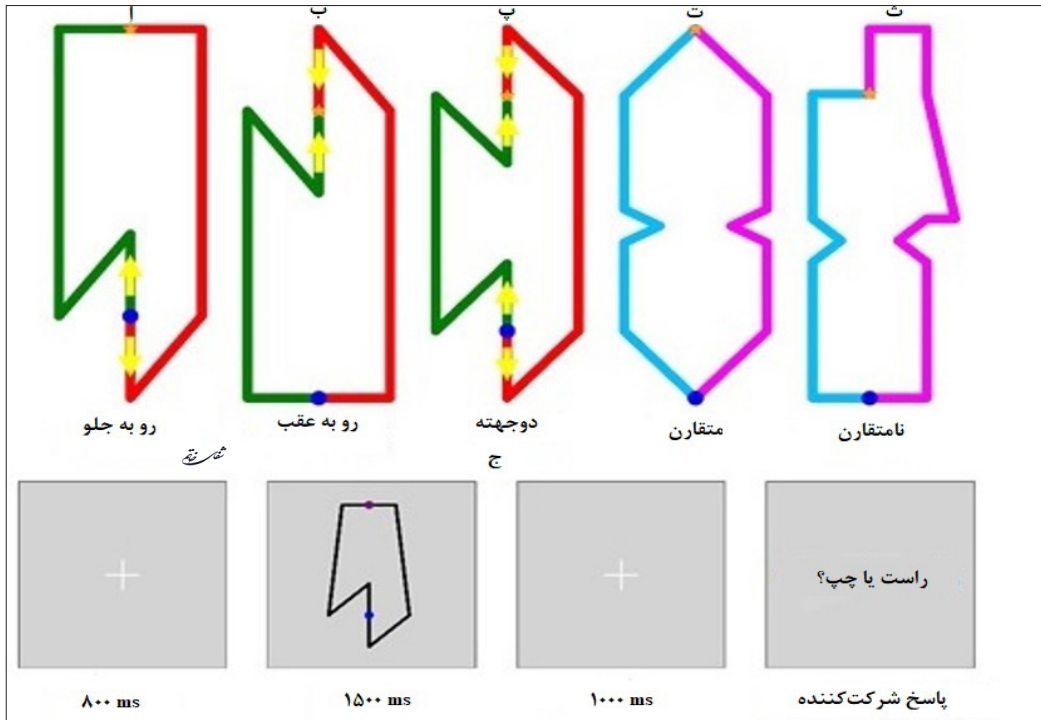 ا ب پ ت ث
رو به جلو رو به عقب دوجهته متقارن نامتقارن
ج
راست یا چپ؟
۸۰۰ ms ۱۵۰۰ ms ۱۰۰۰ ms پاسخ شرکت‌کننده